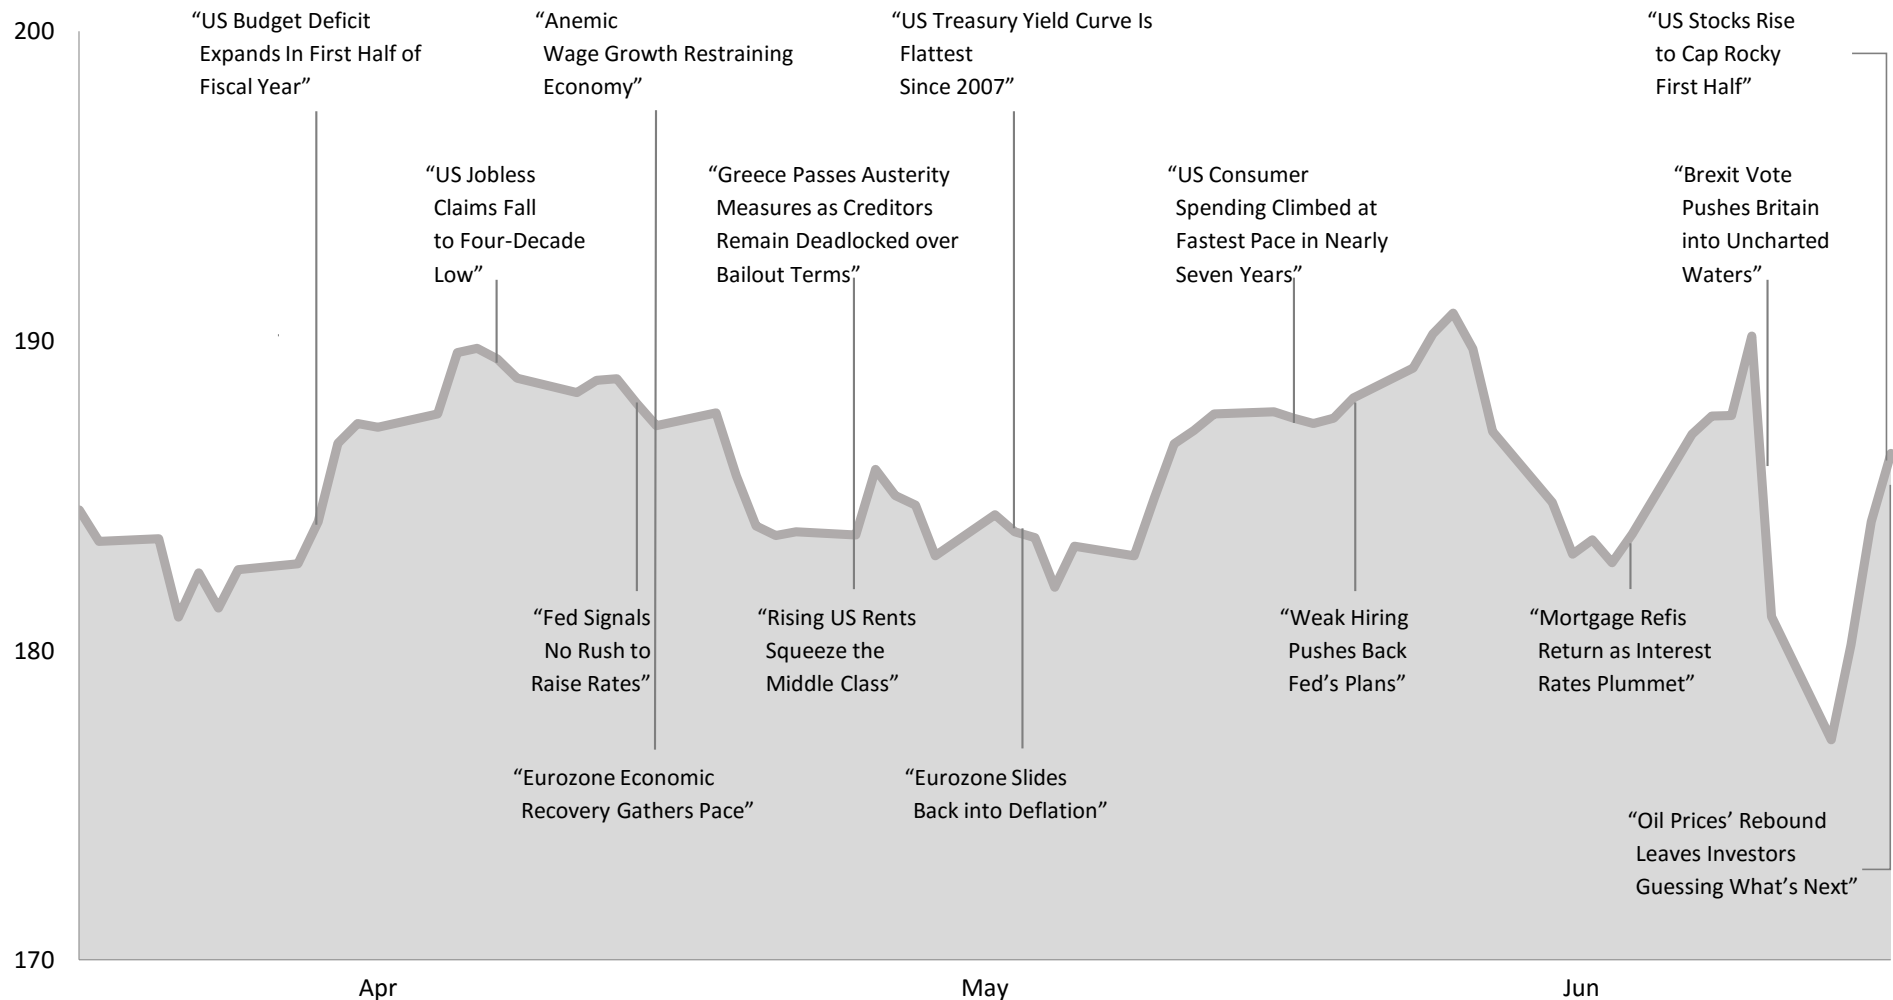 200
“US Budget Deficit
Expands In First Half of
Fiscal Year”
“Anemic
Wage Growth Restraining
Economy”
“US Treasury Yield Curve Is
Flattest
Since 2007”
“US Stocks Rise
to Cap Rocky
First Half”
“US Jobless
Claims Fall
to Four-Decade
Low”
“Greece Passes Austerity
Measures as Creditors
Remain Deadlocked over
Bailout Terms”
“US Consumer
Spending Climbed at
Fastest Pace in Nearly
Seven Years”
“Brexit Vote
Pushes Britain
into Uncharted
Waters”
190
“Fed Signals
No Rush to
Raise Rates”
“Rising US Rents
Squeeze the
Middle Class”
“Weak Hiring
Pushes Back
Fed’s Plans”
“Mortgage Refis
Return as Interest
Rates Plummet”
180
“Eurozone Economic
Recovery Gathers Pace”
“Eurozone Slides
Back into Deflation”
“Oil Prices’ Rebound
Leaves Investors
Guessing What’s Next”
170
Apr
May
Jun